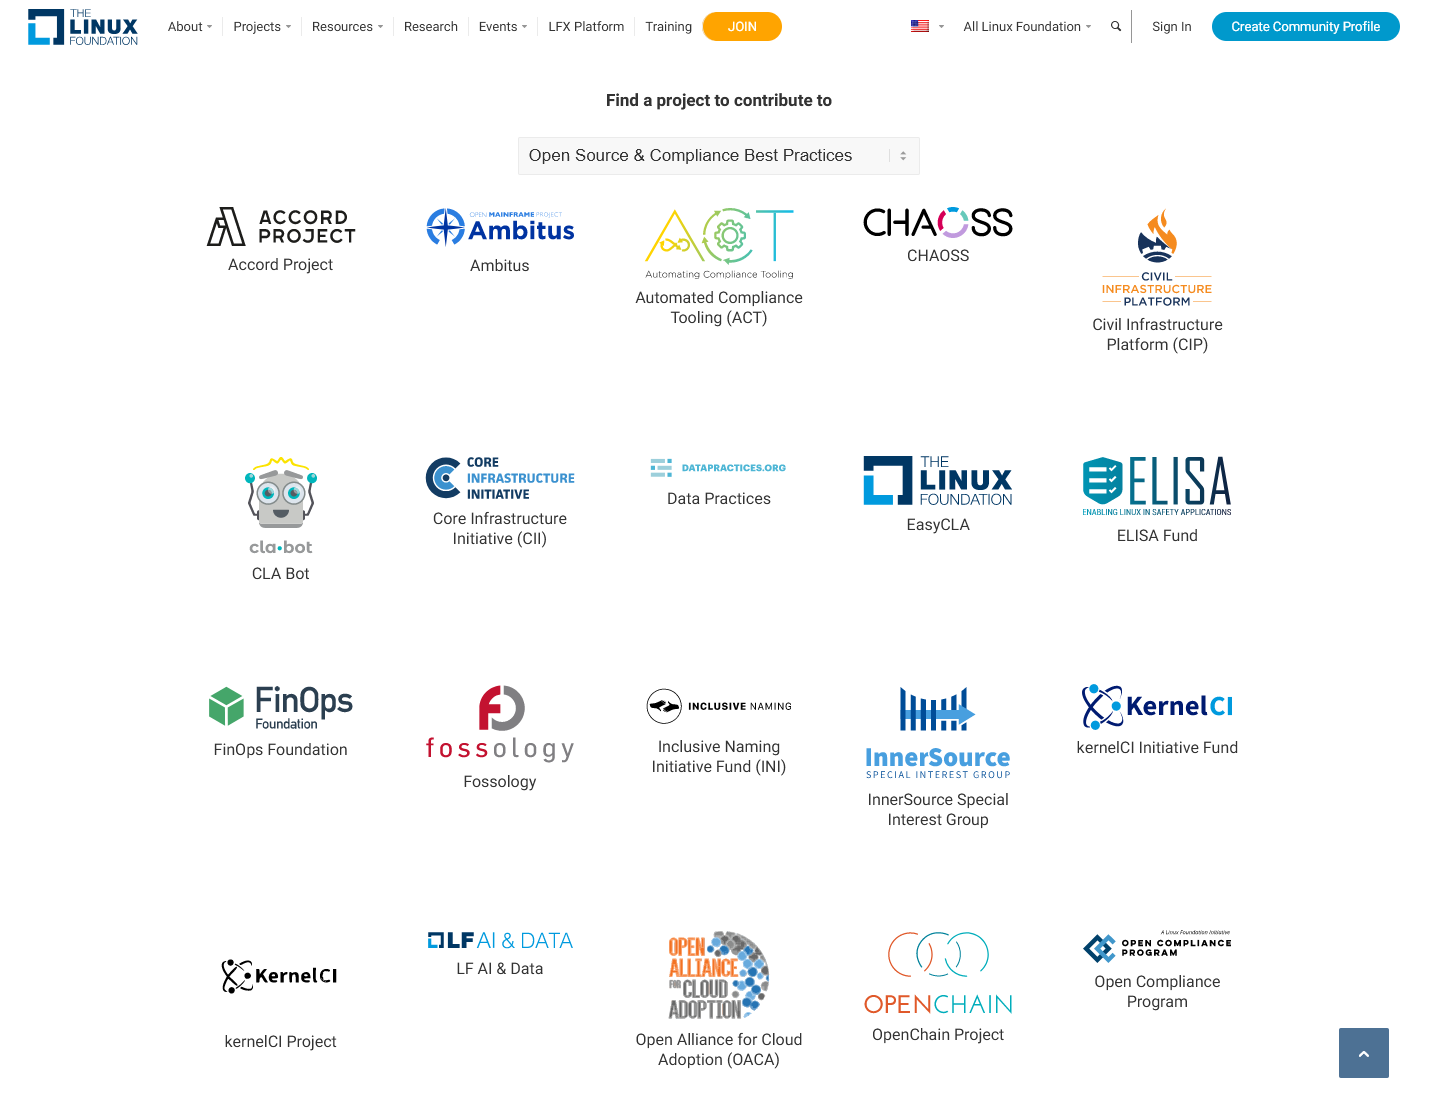 THE LINUX FOUNDATION
About
Projects
Resources
Research
Events
LFX Platform
Training
JOIN
All Linux Foundation
Sign In
Create Community Profile
Find a project to contribute to
Open Source & Compliance Best Practices
ACCORD
PROJECT
Accord Project
OPEN MAINFRAME PROJECT
Ambitus
Ambitus
ACT
Automating Compliance Tooling
Automated Compliance
Tooling (ACT)
CHAOSS
CHAOSS
CIVIL
INFRASTRUCTURE
PLATFORM
Civil Infrastructure
Platform (CIP)
cla•bot
CLA Bot
CORE
INFRASTRUCTURE
INITIATIVE
Core Infrastructure
Initiative (CII)
DATAPRACTICES.ORG
Data Practices
THE
LINUX
FOUNDATION
EasyCLA
ELISA
ENABLING LINUX IN SAFETY APPLICATIONS
ELISA Fund
FinOps
Foundation
FinOps Foundation
fossology
Fossology
INCLUSIVE NAMING
Inclusive Naming
Initiative Fund (INI)
InnerSource
SPECIAL INTEREST GROUP
InnerSource Special
Interest Group
KernelCI
kernelCI Initiative Fund
KernelCI
kernelCI Project
LF AI & DATA
LF AI & Data
OPEN
ALLIANCE
FOR CLOUD
ADOPTION
Open Alliance for Cloud
Adoption (OACA)
OPENCHAIN
OpenChain Project
A Linux Foundation Initiative
OPEN COMPLIANCE
PROGRAM
Open Compliance
Program